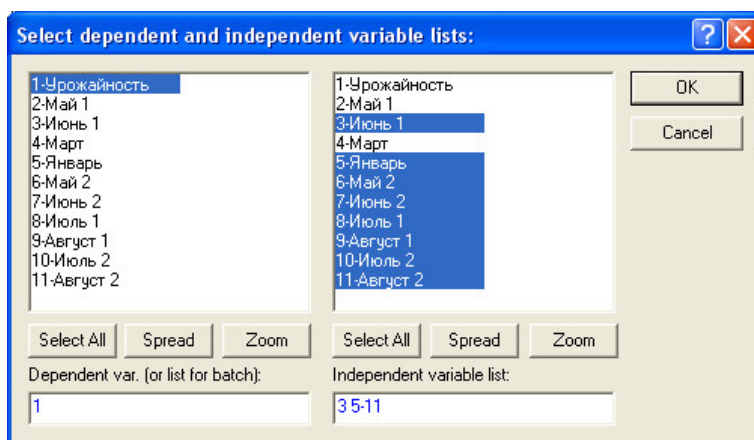 Select dependent and independent variable lists:
1-Урожайность
2-Май 1
3-Июнь 1
4-Март
5-Январь
6-Май 2
7-Июнь 2
8-Июль 1
9-Август 1
10-Июль 2
11-Август 2
Select All
Spread
Zoom
Dependent var. (or list for batch):
1
1-Урожайность
2-Май 1
3-Июнь 1
4-Март
5-Январь
6-Май 2
7-Июнь 2
8-Июль 1
9-Август 1
10-Июль 2
11-Август 2
Select All
Spread
Zoom
Independent variable list:
3 5-11
OK
Cancel